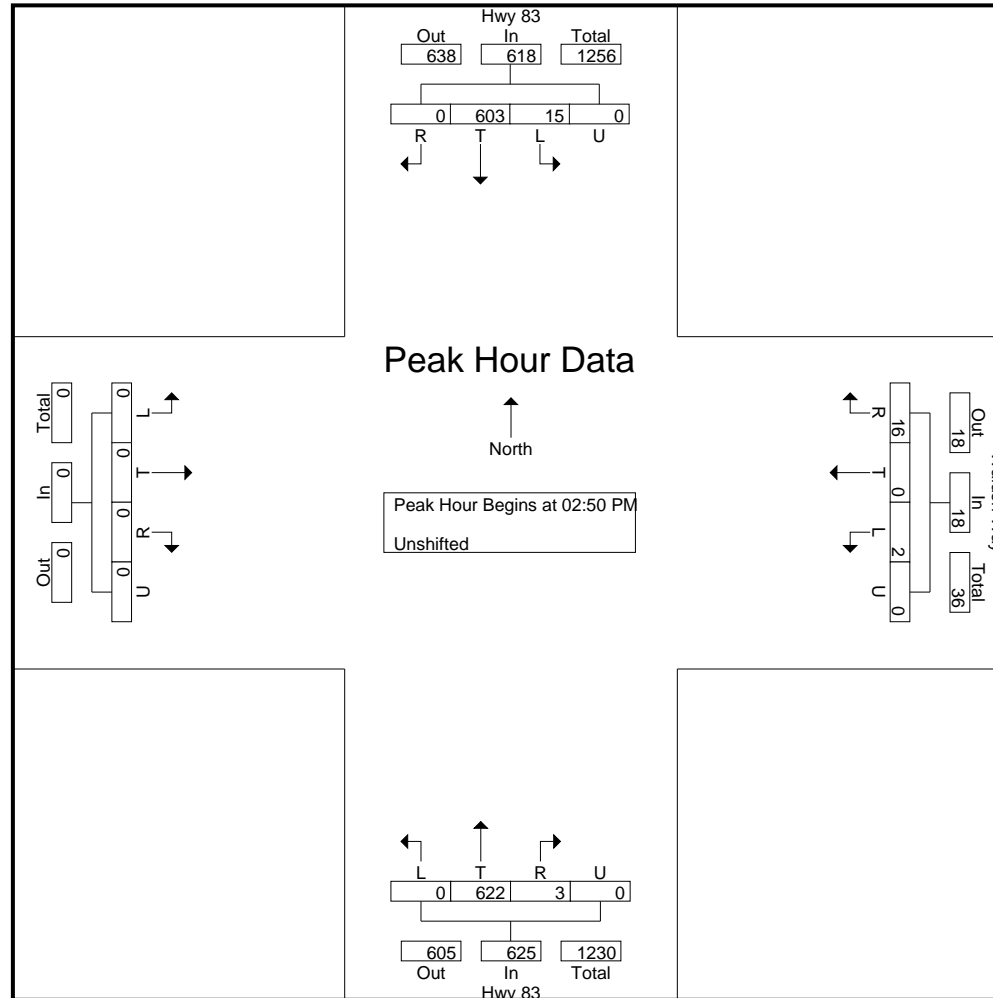 Hwy 83
Out In Total
638 618 1256
0 603 15 0
R T L U
Peak Hour Data
North
Peak Hour Begins at 02:50 PM
Unshifted
Total In Out
0 0 0
0 0 0 0
L T R U
R T L U
16 0 2 0
Out In Total
18 18 36
L T R U
0 622 3 0
605 625 1230
Out In Total
Hwy 83